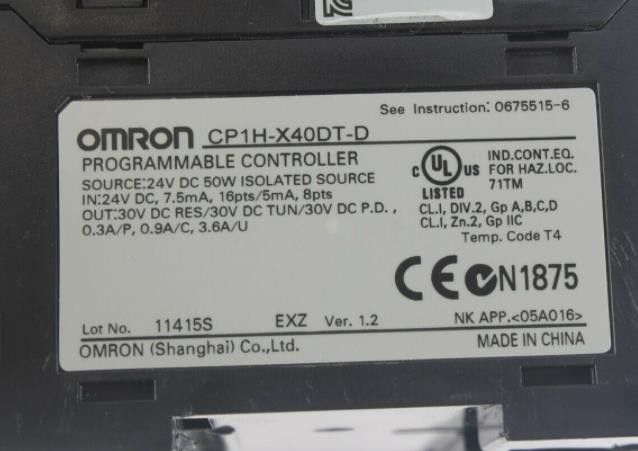 See Instruction: 0675515-6
OMRON CP1H-X40DT-D
PROGRAMMABLE CONTROLLER
SOURCE:24V DC 50W ISOLATED SOURCE
IN:24V DC, 7.5mA, 16pts/5mA, 8pts
OUT:30V DC RES/30V DC TUN/30V DC P.D. ,
0.3A/P, 0.9A/C, 3.6A/U
C UL US
LISTED
IND.CONT.EQ.
FOR HAZ.LOC.
71TM
CL.I, DIV.2, Gp A,B,C,D
CL.I, Zn.2, Gp IIC
Temp. Code T4
CE N1875
Lot No. 11415S EXZ Ver. 1.2 NK APP.<05A016>
OMRON (Shanghai) Co.,Ltd. MADE IN CHINA